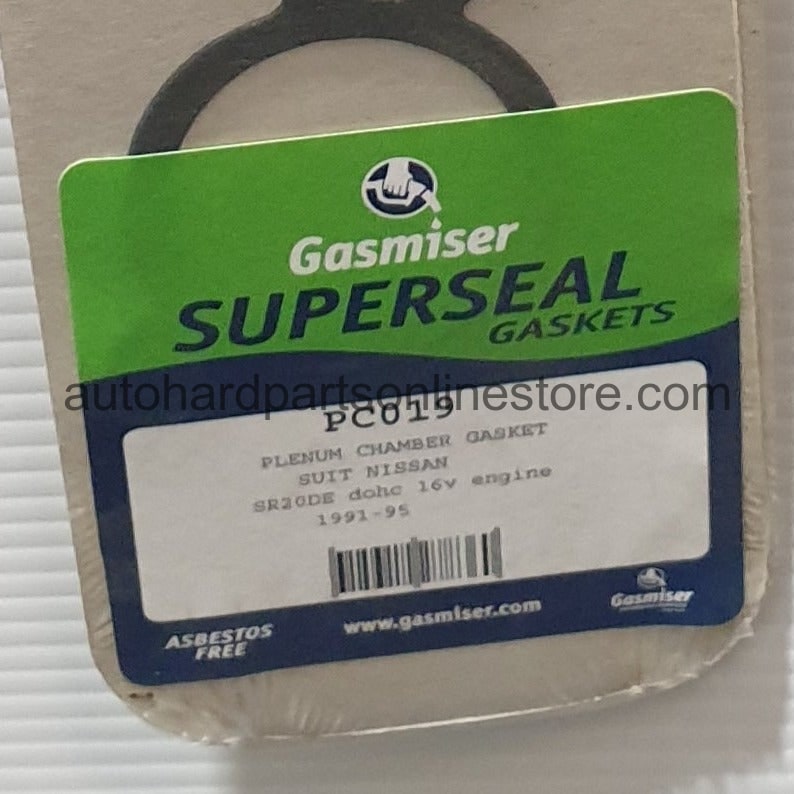 Gasmiser
SUPERSEAL
GASKETS
autohardpartsonlinestore.com
PC019
PLENUM CHAMBER GASKET
SUIT NISSAN
SR20DE dohc 16v engine
1991-95
ASBESTOS
FREE
www.gasmiser.com
Gasmiser